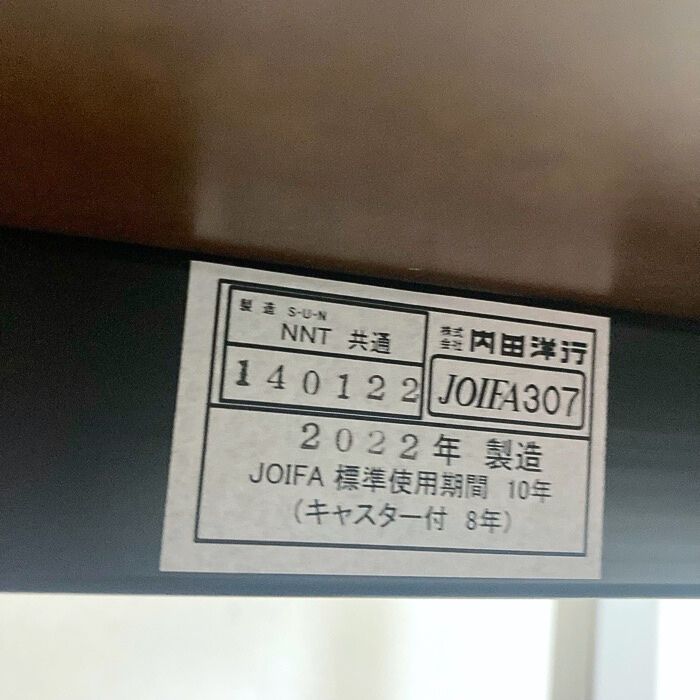 製造 S-U-N
NNT 共通
140122
株式会社 内田洋行
JOIFA307
2022年 製造
JOIFA 標準使用期間 10年
(キャスター付 8年)